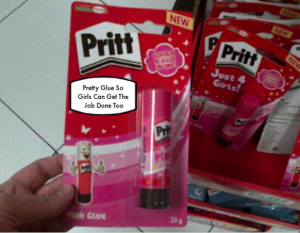 NEW
Pritt
Pretty Glue So
Girls Can Get The
Job Done Too
Pritt
Pink Glue
20 g
NEW
Pritt
Just 4
Girls!